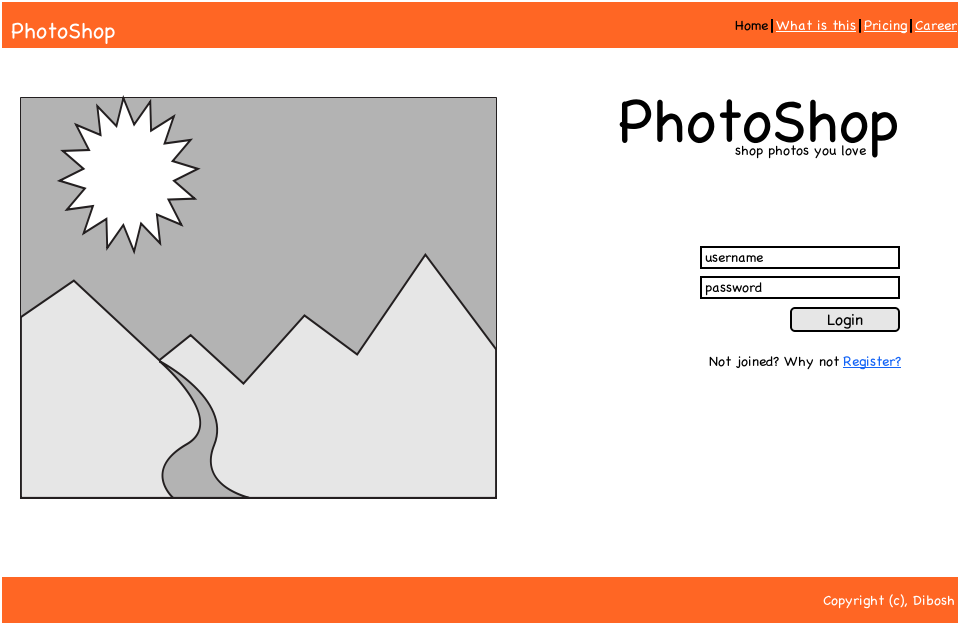 PhotoShop
Home|What is this|Pricing|Career
PhotoShop
shop photos you love
username
password
Login
Not joined? Why not Register?
Copyright (c), Dibosh